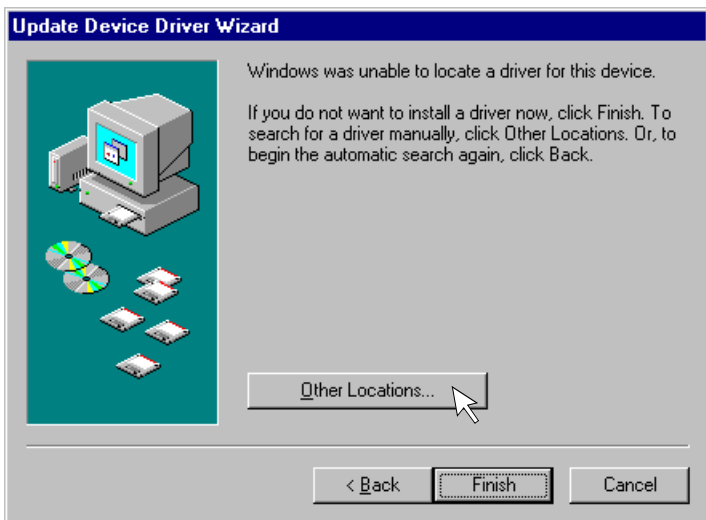 Update Device Driver Wizard
Windows was unable to locate a driver for this device.
If you do not want to install a driver now, click Finish. To
search for a driver manually, click Other Locations. Or, to
begin the automatic search again, click Back.
Other Locations...
< Back Finish Cancel